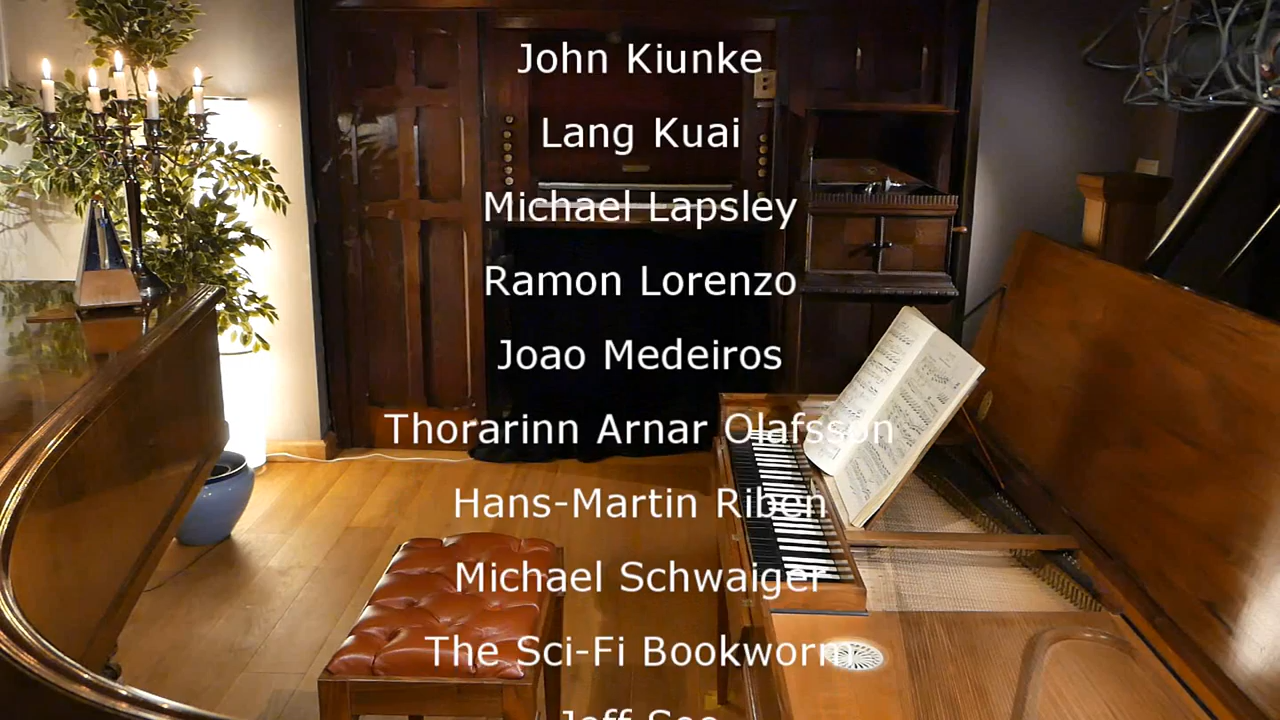 John Kiunke
Lang Kuai
Michael Lapsley
Ramon Lorenzo
Joao Medeiros
Thorarinn Arnar Olafsson
Hans-Martin Riben
Michael Schwaiger
The Sci-Fi Bookworm
Jeff